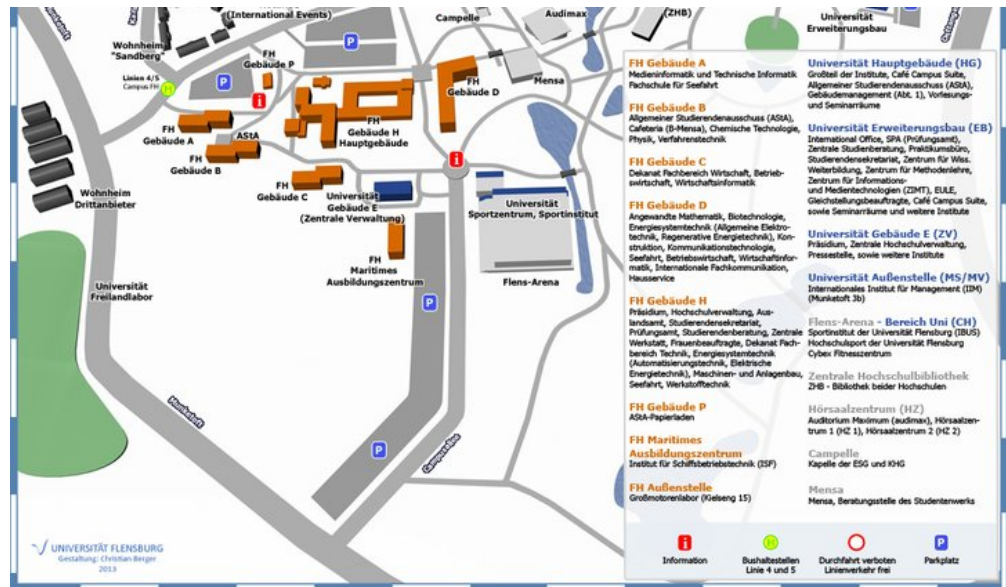 (International Events)
Campelle
Audimax
(ZHB)
Universität
Erweiterungsbau
Wohnheim
"Sandberg"
Linien 4/5
Campus FH
FH
Gebäude P
FH
Gebäude D
Mensa
FH
Gebäude A
AStA
FH
Gebäude H
Hauptgebäude
FH
Gebäude B
FH
Gebäude C
Universität
Gebäude E
(Zentrale Verwaltung)
Universität
Sportzentrum, Sportinstitut
Wohnheim
Drittanbieter
FH
Maritimes
Ausbildungszentrum
Flens-Arena
Universität
Freilandlabor
Munketoft
Campusallee
FH Gebäude A
Medieninformatik und Technische Informatik
Fachschule für Seefahrt
FH Gebäude B
Allgemeiner Studierendenausschuss (AStA),
Cafeteria (B-Mensa), Chemische Technologie,
Physik, Verfahrenstechnik
FH Gebäude C
Dekanat Fachbereich Wirtschaft, Betrieb-
swirtschaft, Wirtschaftsinformatik
FH Gebäude D
Angewandte Mathematik, Biotechnologie,
Energiesystemtechnik (Allgemeine Elektro-
technik, Regenerative Energietechnik), Kon-
struktion, Kommunikationstechnologie,
Seefahrt, Betriebswirtschaft, Wirtschaftinfor-
matik, Internationale Fachkommunikation,
Hausservice
FH Gebäude H
Präsidium, Hochschulverwaltung, Aus-
landsamt, Studierendensekretariat,
Prüfungsamt, Studierendenberatung, Zentrale
Werkstatt, Frauenbeauftragte, Dekanat Fach-
bereich Technik, Energiesystemtechnik
(Automatisierungstechnik, Elektrische
Energietechnik), Maschinen- und Anlagenbau,
Seefahrt, Werkstofftechnik
FH Gebäude P
AStA-Papierladen
FH Maritimes
Ausbildungszentrum
Institut für Schiffsbetriebstechnik (ISF)
FH Außenstelle
Großmotorenlabor (Kielseng 15)
Universität Hauptgebäude (HG)
Großteil der Institute, Café Campus Suite,
Allgemeiner Studierendenausschuss (AStA),
Gebäudemanagement (Abt. 1), Vorlesungs-
und Seminarräume
Universität Erweiterungsbau (EB)
International Office, SPA (Prüfungsamt),
Zentrale Studienberatung, Praktikumsbüro,
Studierendensekretariat, Zentrum für Wiss.
Weiterbildung, Zentrum für Methodenlehre,
Zentrum für Informations-
und Medientechnologien (ZIMT), EULE,
Gleichstellungsbeauftragte, Café Campus Suite,
sowie Seminarräume und weitere Institute
Universität Gebäude E (ZV)
Präsidium, Zentrale Hochschulverwaltung,
Pressestelle, sowie weitere Institute
Universität Außenstelle (MS/MV)
Internationales Institut für Management (IIM)
(Munketoft 3b)
Flens-Arena - Bereich Uni (CH)
Sportinstitut der Universität Flensburg (IBUS)
Hochschulsport der Universität Flensburg
Cybex Fitnesszentrum
Zentrale Hochschulbibliothek
ZHB - Bibliothek beider Hochschulen
Hörsaalzentrum (HZ)
Auditorium Maximum (audimax), Hörsaalzen-
trum 1 (HZ 1), Hörsaalzentrum 2 (HZ 2)
Campelle
Kapelle der ESG und KHG
Mensa
Mensa, Beratungsstelle des Studentenwerks
i
Information
H
Bushaltestellen
Linie 4 und 5
Durchfahrt verboten
Linienverkehr frei
P
Parkplatz
UNIVERSITÄT FLENSBURG
Gestaltung: Christian Berger
2013